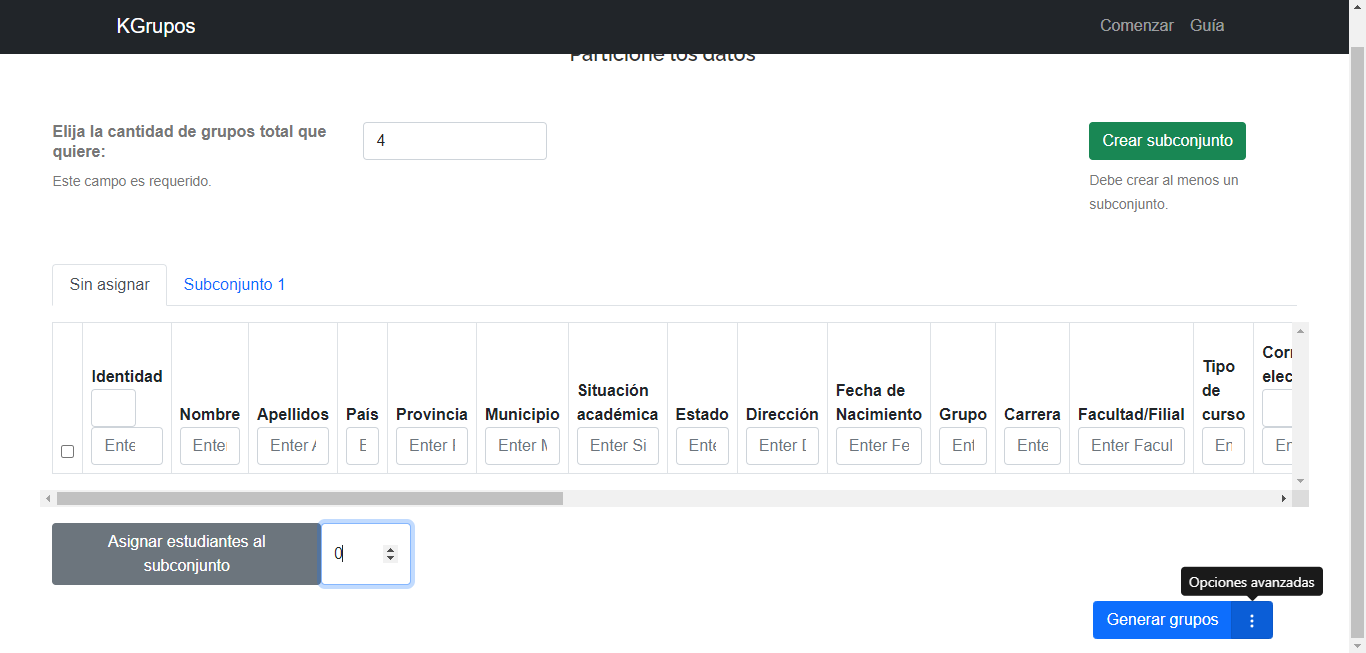 KGrupos
Comenzar
Guía
Particione los datos
Elija la cantidad de grupos total que
quiere:
4
Crear subconjunto
Este campo es requerido.
Debe crear al menos un
subconjunto.
Sin asignar
Subconjunto 1
Identidad
Nombre
Apellidos
País
Provincia
Municipio
Situación
académica
Estado
Dirección
Fecha de
Nacimiento
Grupo
Carrera
Facultad/Filial
Tipo
de
curso
Corr
elec
Ente
Enter
Enter A
E
Enter P
Enter M
Enter Si
Ente
Enter D
Enter Fe
Ent
Ente
Enter Facul
En
En
Asignar estudiantes al
subconjunto
0
Opciones avanzadas
Generar grupos